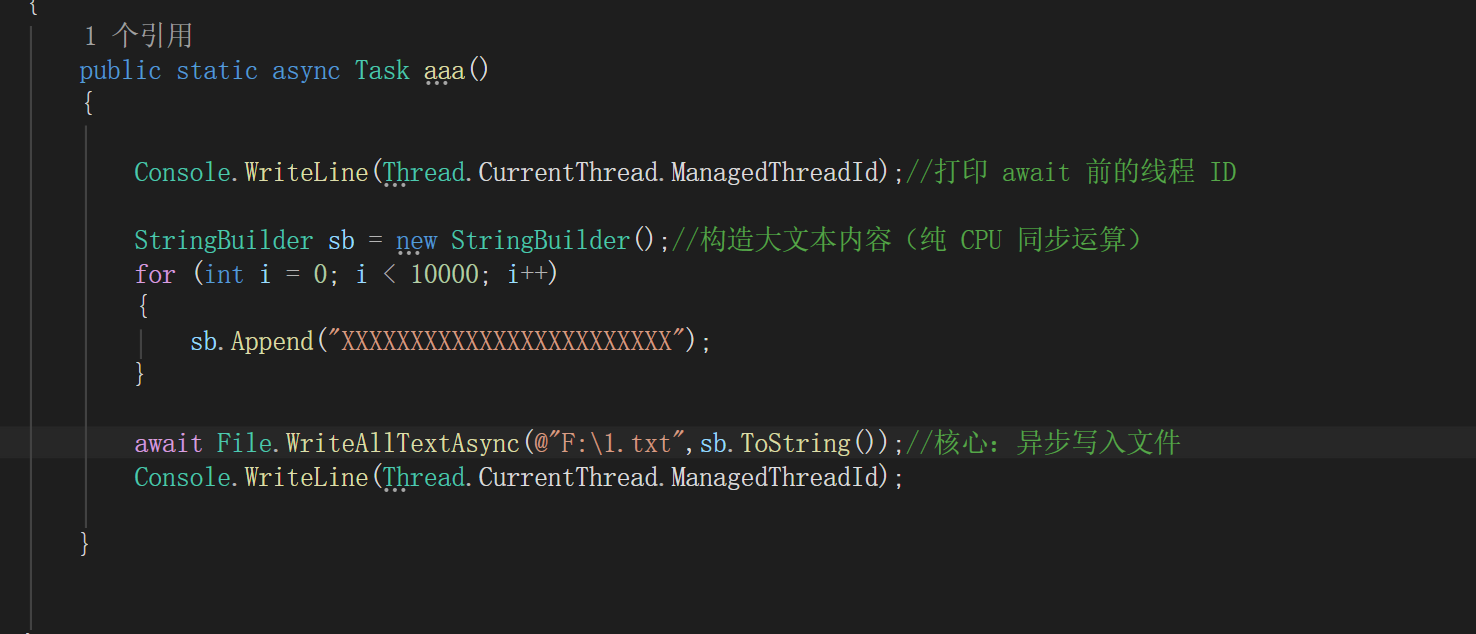 {
1 个引用
public static async Task aaa()
{
Console.WriteLine(Thread.CurrentThread.ManagedThreadId);//打印 await 前的线程 ID
StringBuilder sb = new StringBuilder();//构造大文本内容（纯 CPU 同步运算）
for (int i = 0; i < 10000; i++)
{
sb.Append("XXXXXXXXXXXXXXXXXXXXXXXX");
}
await File.WriteAllTextAsync(@"F:\1.txt",sb.ToString());//核心：异步写入文件
Console.WriteLine(Thread.CurrentThread.ManagedThreadId);
}